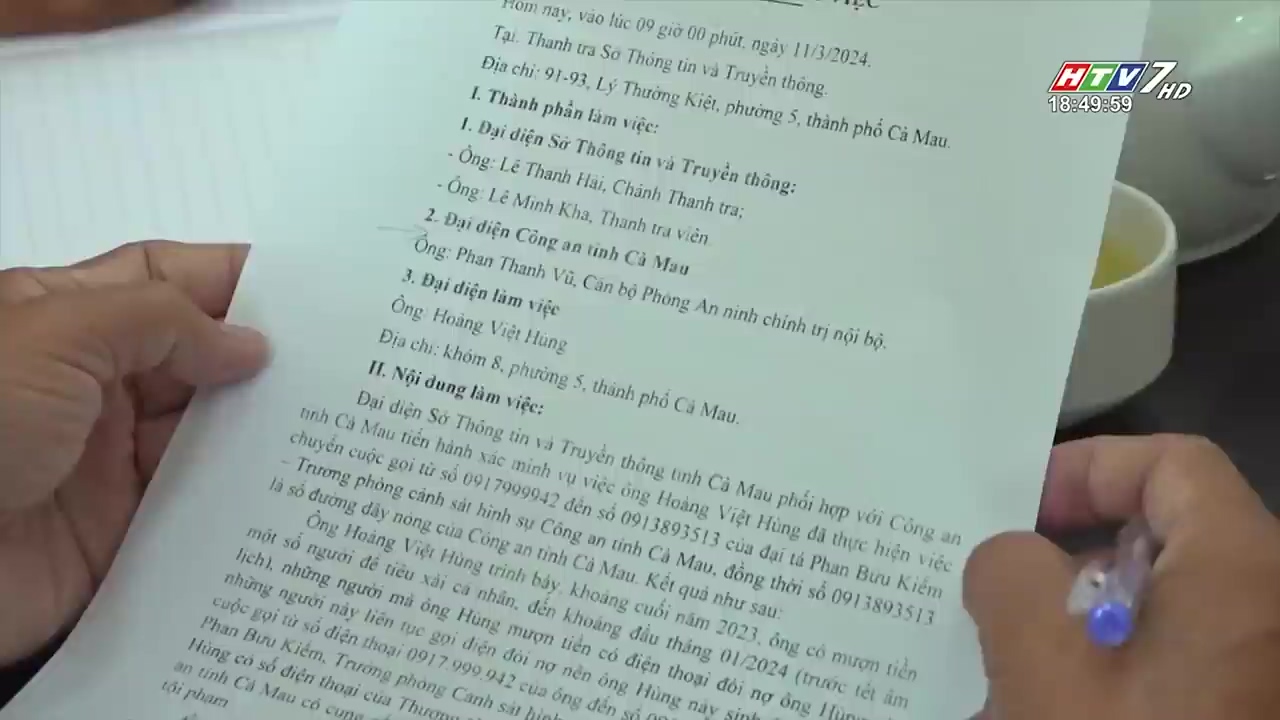 HTV7 HD
18:49:59
VIỆC
Hôm nay, vào lúc 09 giờ 00 phút, ngày 11/3/2024.
Tại: Thanh tra Sở Thông tin và Truyền thông.
Địa chỉ: 91-93, Lý Thường Kiệt, phường 5, thành phố Cà Mau.
I. Thành phần làm việc:
1. Đại diện Sở Thông tin và Truyền thông:
- Ông: Lê Thanh Hải, Chánh Thanh tra;
- Ông: Lê Minh Kha, Thanh tra viên.
2. Đại diện Công an tỉnh Cà Mau
Ông: Phan Thanh Vũ, Cán bộ Phòng An ninh chính trị nội bộ.
3. Đại diện làm việc
Ông: Hoàng Việt Hùng
Địa chỉ: khóm 8, phường 5, thành phố Cà Mau.
II. Nội dung làm việc:
Đại diện Sở Thông tin và Truyền thông tỉnh Cà Mau phối hợp với Công an
tỉnh Cà Mau tiến hành xác minh vụ việc ông Hoàng Việt Hùng đã thực hiện việc
chuyển cuộc gọi từ số 0917999942 đến số 0913893513 của đại tá Phan Bửu Kiếm
– Trưởng phòng cảnh sát hình sự Công an tỉnh Cà Mau, đồng thời số 0913893513
là số đường dây nóng của Công an tỉnh Cà Mau. Kết quả như sau:
Ông Hoàng Việt Hùng trình bày, khoảng cuối năm 2023, ông có mượn tiền
một số người để tiêu xài cá nhân, đến khoảng đầu tháng 01/2024 (trước tết âm
lịch), những người mà ông Hùng mượn tiền có điện thoại đòi nợ ông Hùng
những người này liên tục gọi điện đòi nợ nên ông Hùng nảy sinh
cuộc gọi từ số điện thoại 0917.999.942 của ông đến số
Phan Bửu Kiếm, Trưởng phòng Cảnh sát hình
Hùng có số điện thoại của Thượng
an tỉnh Cà Mau có cung
tội phạm